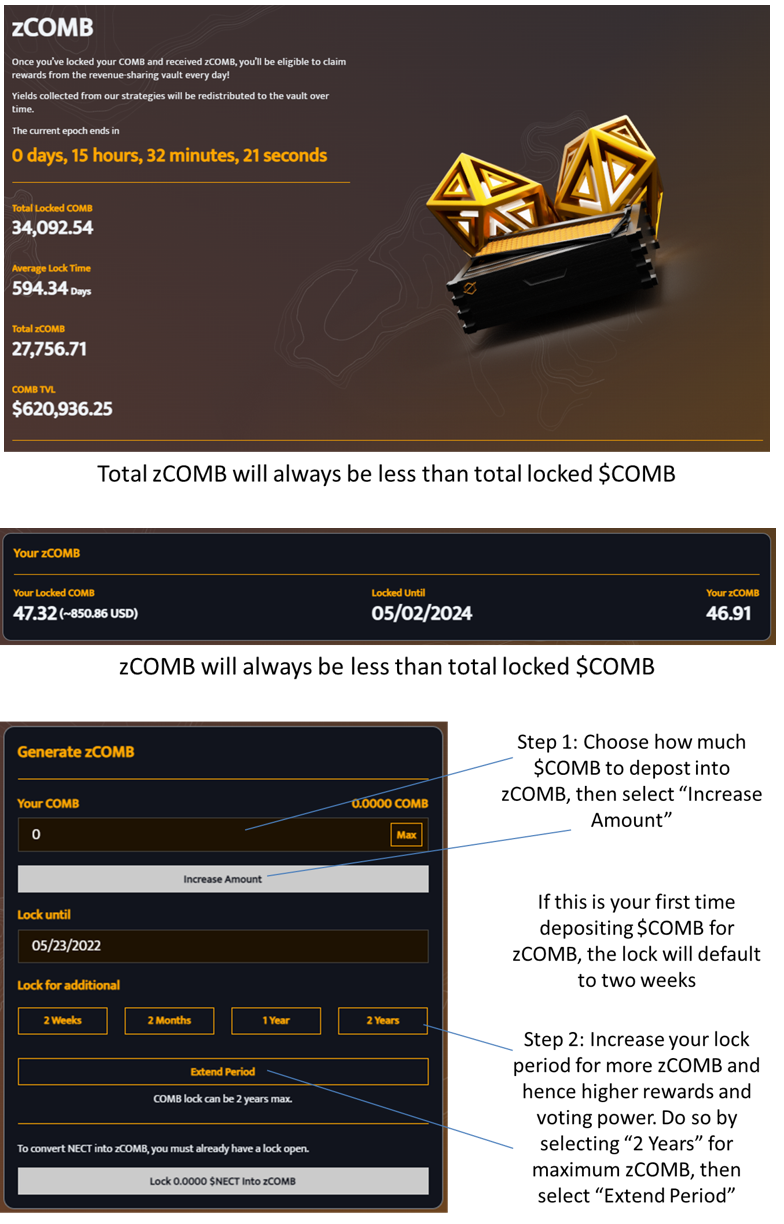 zCOMB
Once you've locked your COMB and received zCOMB, you'll be eligible to claim
rewards from the revenue-sharing vault every day!
Yields collected from our strategies will be redistributed to the vault over
time.
The current epoch ends in
0 days, 15 hours, 32 minutes, 21 seconds
Total Locked COMB
34,092.54
Average Lock Time
594.34 Days
Total zCOMB
27,756.71
COMB TVL
$620,936.25
Total zCOMB will always be less than total locked $COMB
Your zCOMB
Your Locked COMB
47.32 (~850.86 USD)
Locked Until
05/02/2024
Your zCOMB
46.91
zCOMB will always be less than total locked $COMB
Generate zCOMB
Your COMB 0.0000 COMB
0 Max
Increase Amount
Lock until
05/23/2022
Lock for additional
2 Weeks 2 Months 1 Year 2 Years
Extend Period
COMB lock can be 2 years max.
To convert NECT into zCOMB, you must already have a lock open.
Lock 0.0000 $NECT Into zCOMB
Step 1: Choose how much
$COMB to depost into
zCOMB, then select “Increase
Amount”
If this is your first time
depositing $COMB for
zCOMB, the lock will default
to two weeks
Step 2: Increase your lock
period for more zCOMB and
hence higher rewards and
voting power. Do so by
selecting “2 Years” for
maximum zCOMB, then
select “Extend Period”